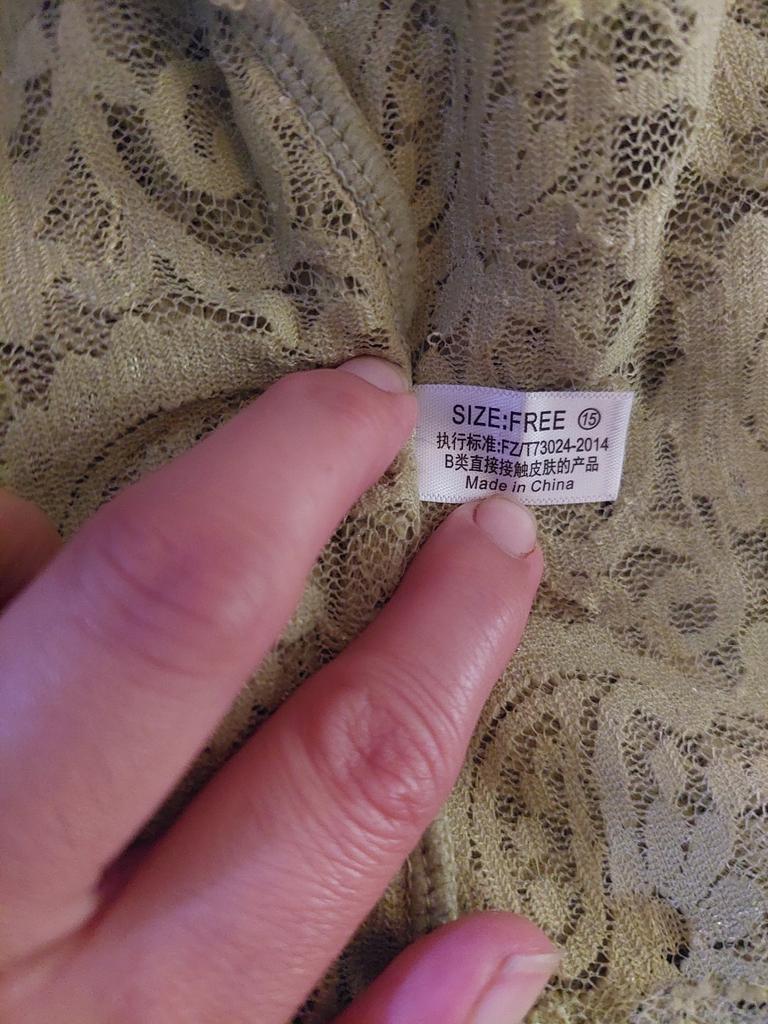 SIZE:FREE ⑮
执行标准:FZ/T73024-2014
B类直接接触皮肤的产品
Made in China